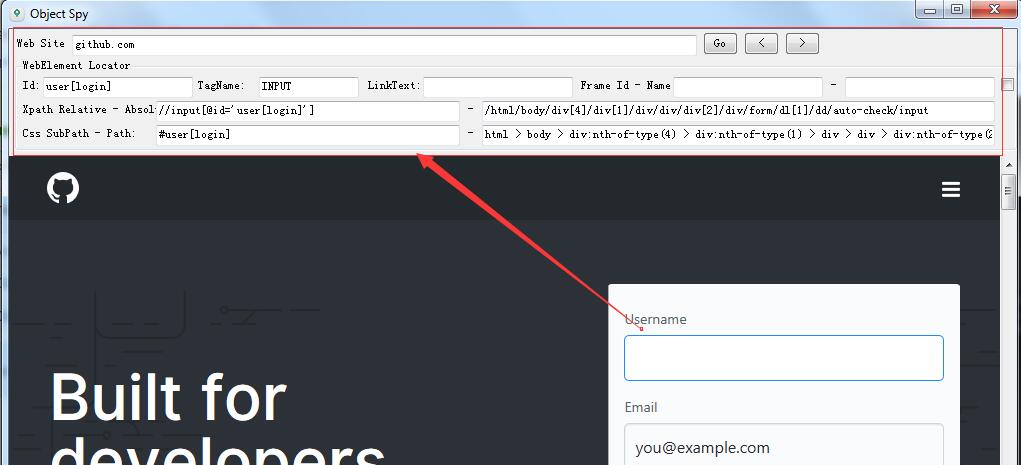 Object Spy
Web Site github.com Go < >
WebElement Locator
Id: user[login] TagName: INPUT LinkText: Frame Id - Name -
Xpath Relative - Absol //input[@id='user[login]'] - /html/body/div[4]/div[1]/div/div/div[2]/div/form/dl[1]/dd/auto-check/input
Css SubPath - Path: #user[login] - html > body > div:nth-of-type(4) > div:nth-of-type(1) > div > div > div:nth-of-type(2
Username
Built for
developers
Email
you@example.com